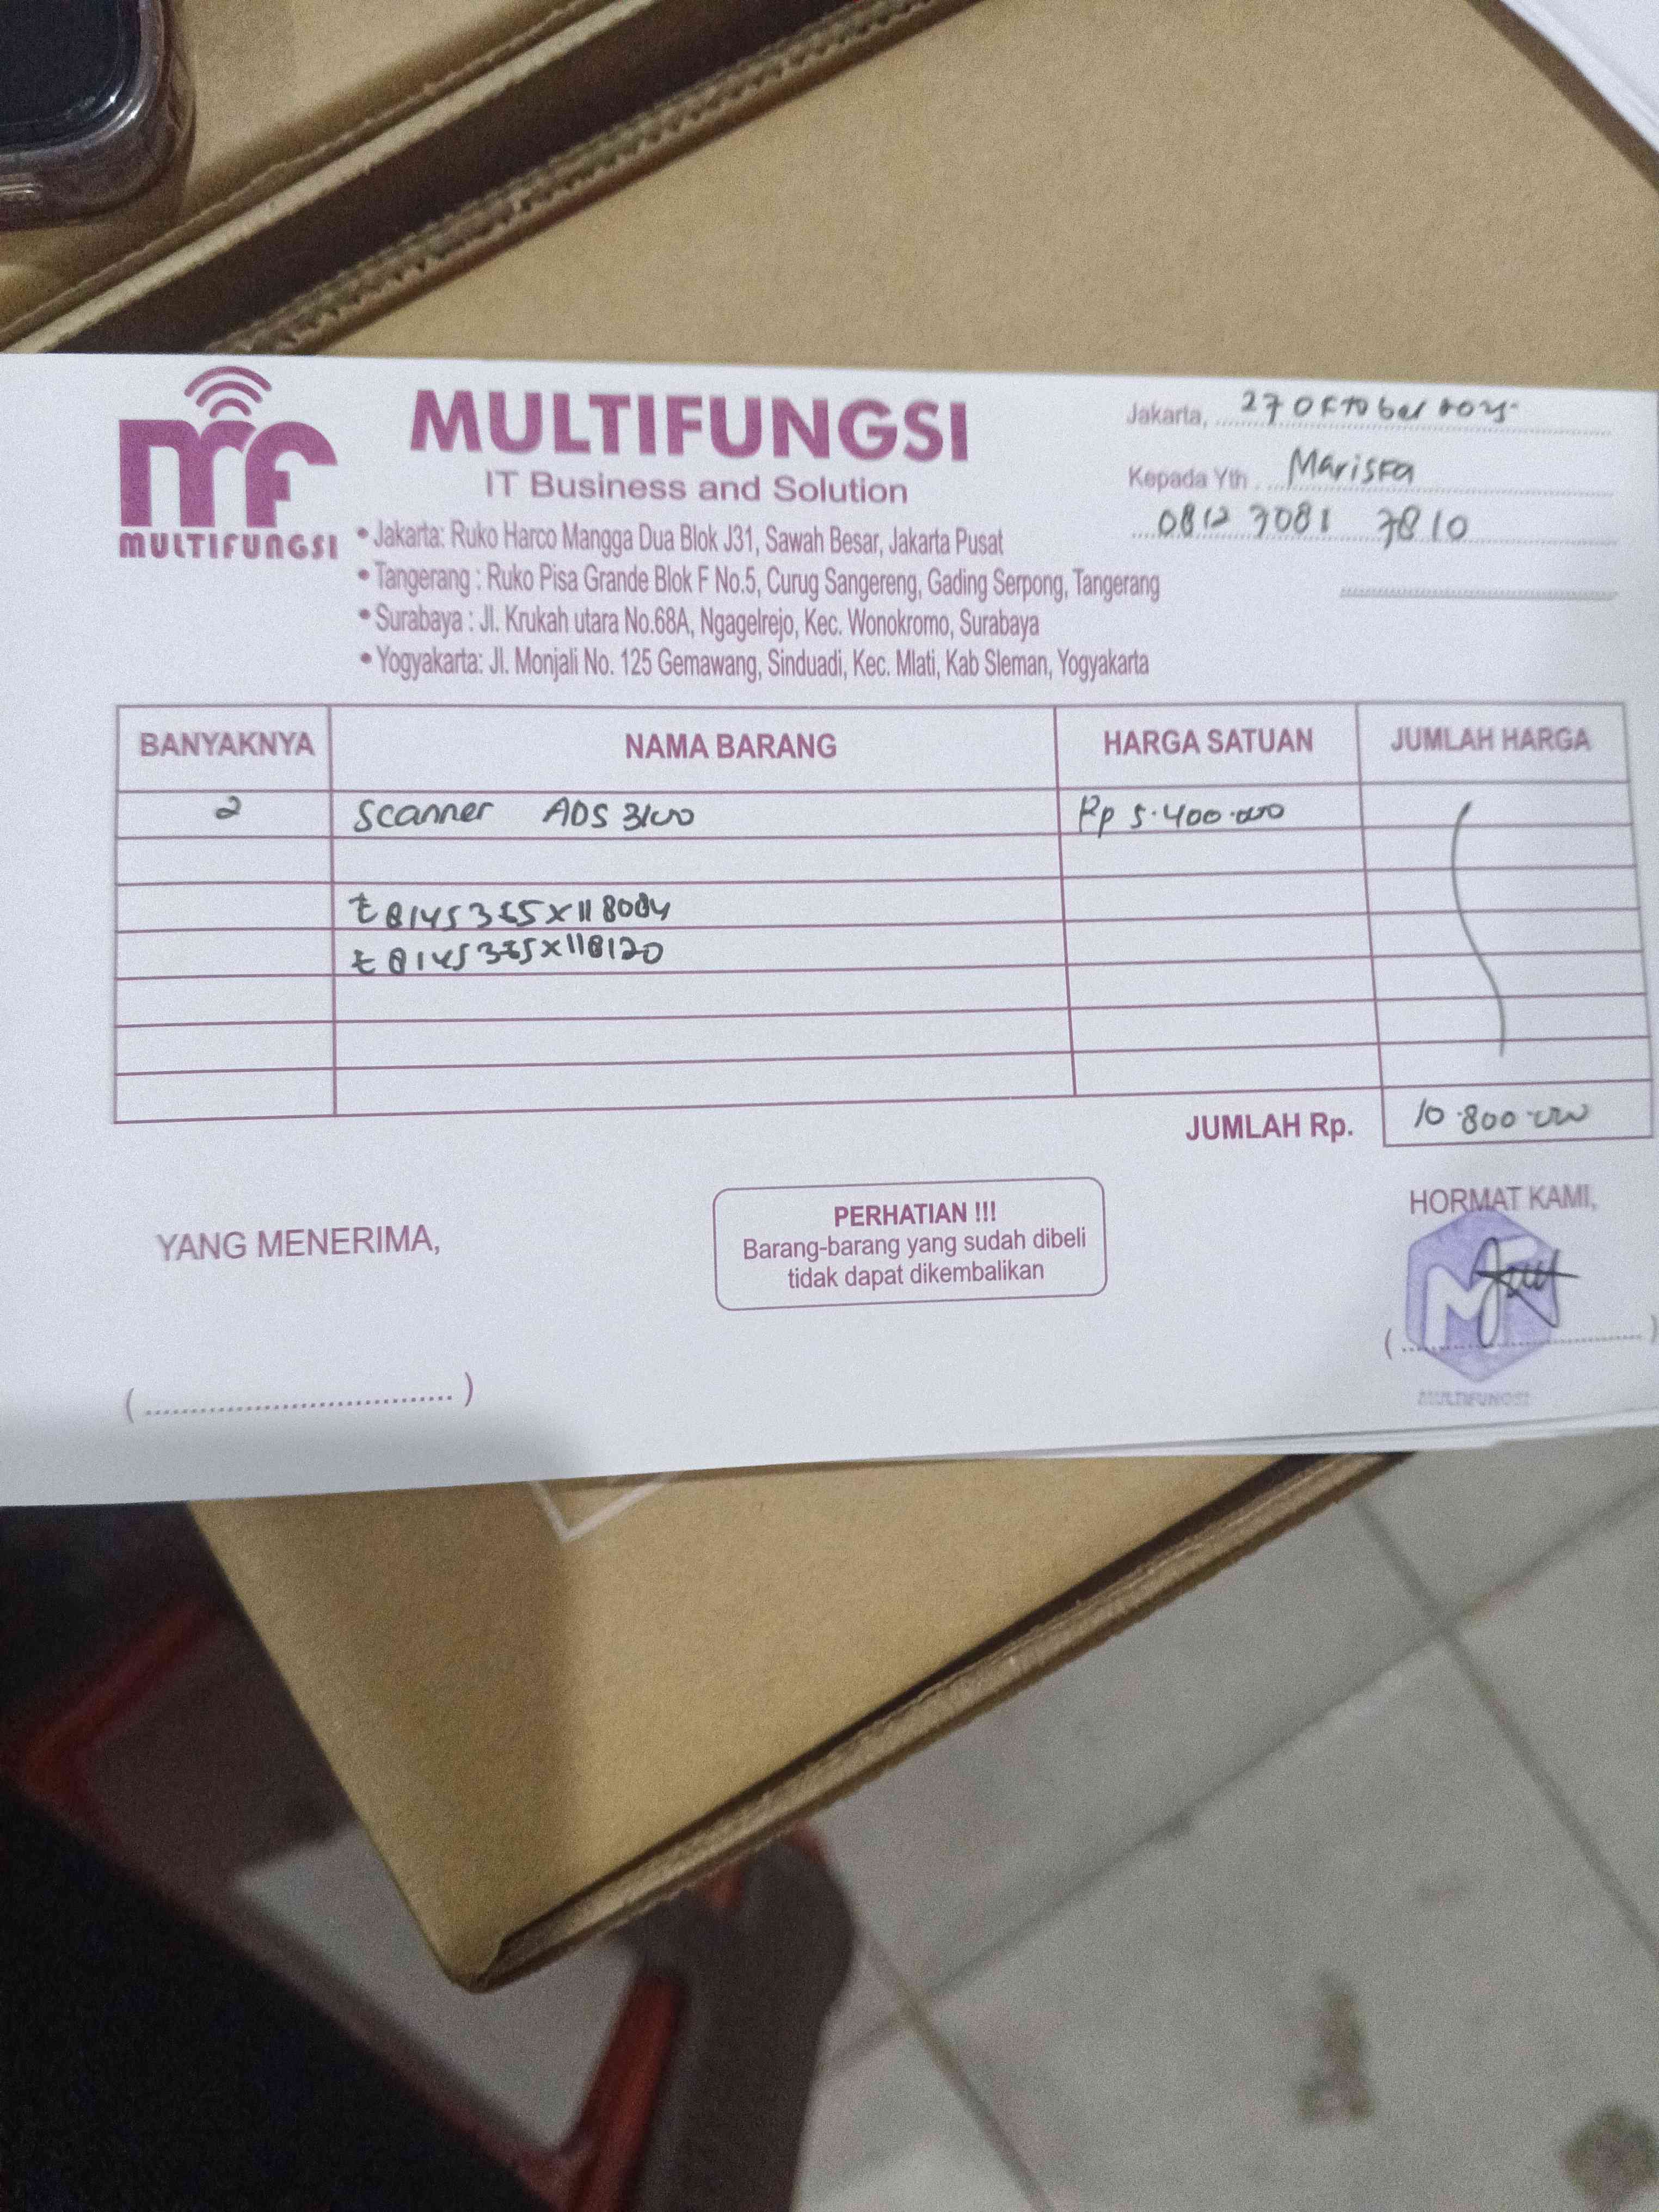 MULTIFUNGSI
MULTIFUNGSI
IT Business and Solution
• Jakarta: Ruko Harco Mangga Dua Blok J31, Sawah Besar, Jakarta Pusat
• Tangerang : Ruko Pisa Grande Blok F No.5, Curug Sangereng, Gading Serpong, Tangerang
• Surabaya : Jl. Krukah utara No.68A, Ngagelrejo, Kec. Wonokromo, Surabaya
• Yogyakarta: Jl. Monjali No. 125 Gemawang, Sinduadi, Kec. Mlati, Kab Sleman, Yogyakarta
Jakarta, 27 Oktober 2025
Kepada Yth. Mariska
0812 3081 7810
BANYAKNYA NAMA BARANG HARGA SATUAN JUMLAH HARGA
2 Scanner ADS 3100 Rp 5.400.000
JUMLAH Rp. 10.800.000
YANG MENERIMA,
PERHATIAN !!!
Barang-barang yang sudah dibeli
tidak dapat dikembalikan
HORMAT KAMI,
MULTIFUNGSI